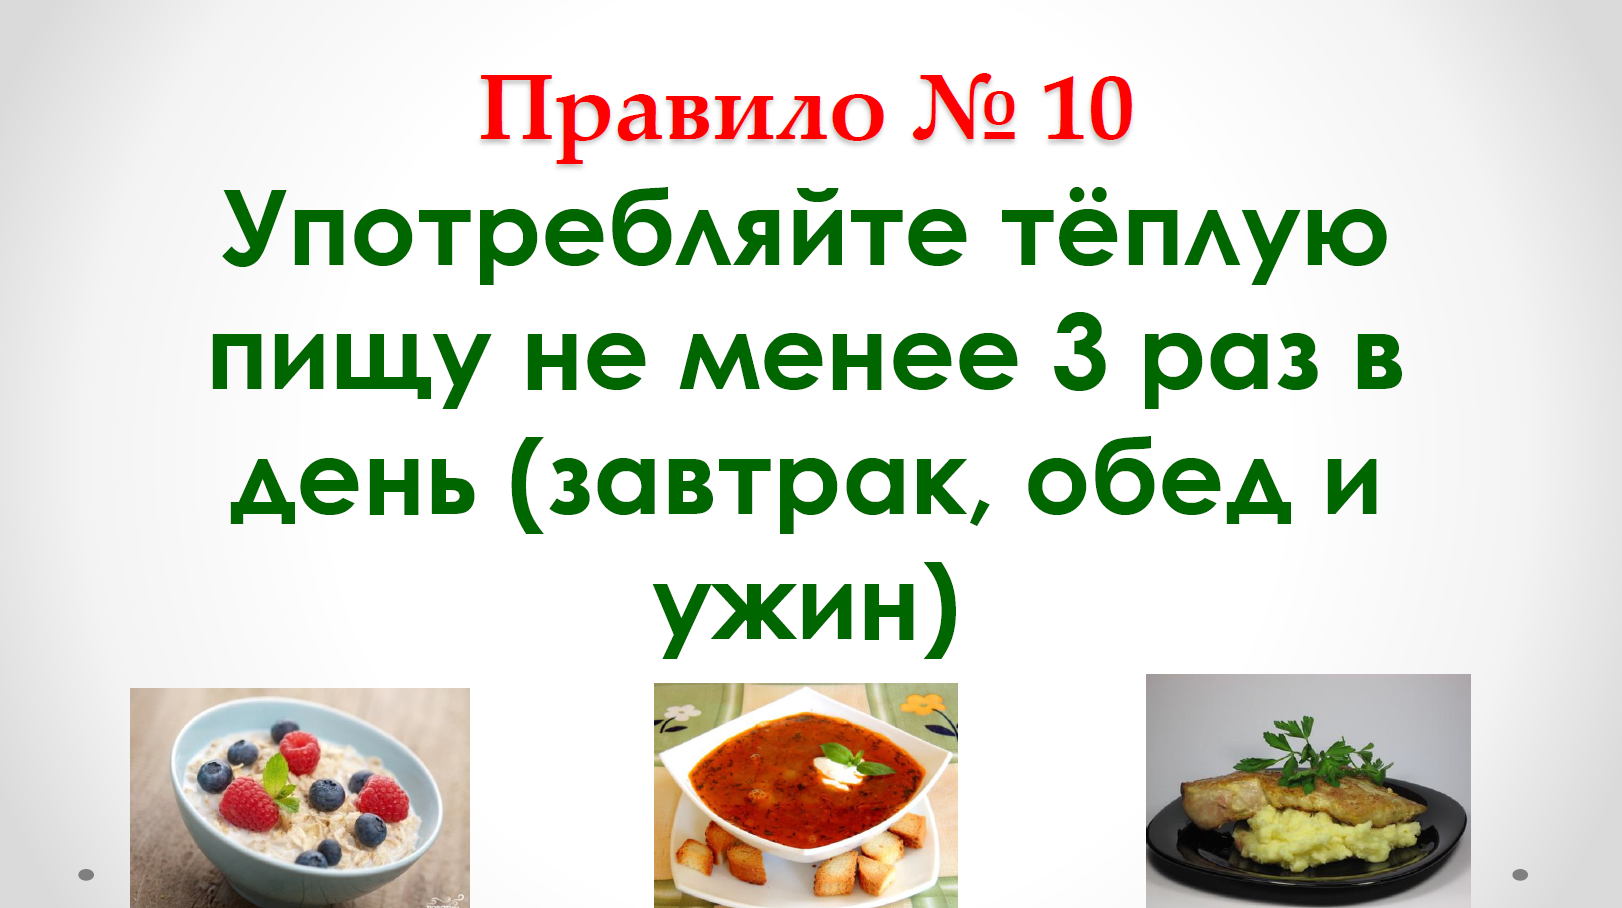 Правило № 10
Употребляйте тёплую
пищу не менее 3 раз в
день (завтрак, обед и
ужин)